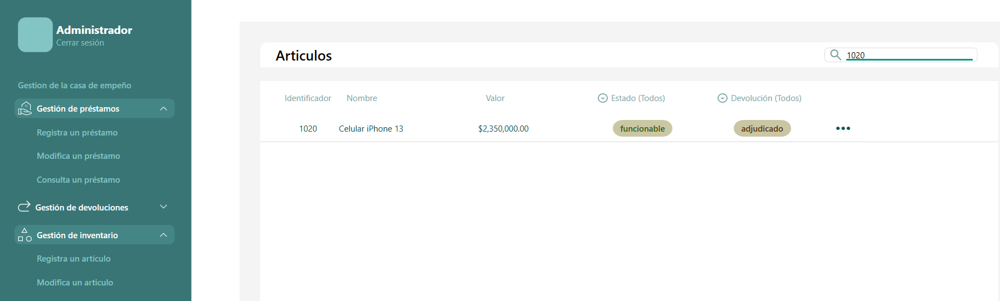 Administrador
Cerrar sesión
Gestion de la casa de empeño
Gestión de préstamos
Registra un préstamo
Modifica un préstamo
Consulta un préstamo
Gestión de devoluciones
Gestión de inventario
Registra un artículo
Modifica un articulo
Articulos
1020
Identificador Nombre Valor Estado (Todos) Devolución (Todos)
1020 Celular iPhone 13 $2,350,000.00 funcionable adjudicado